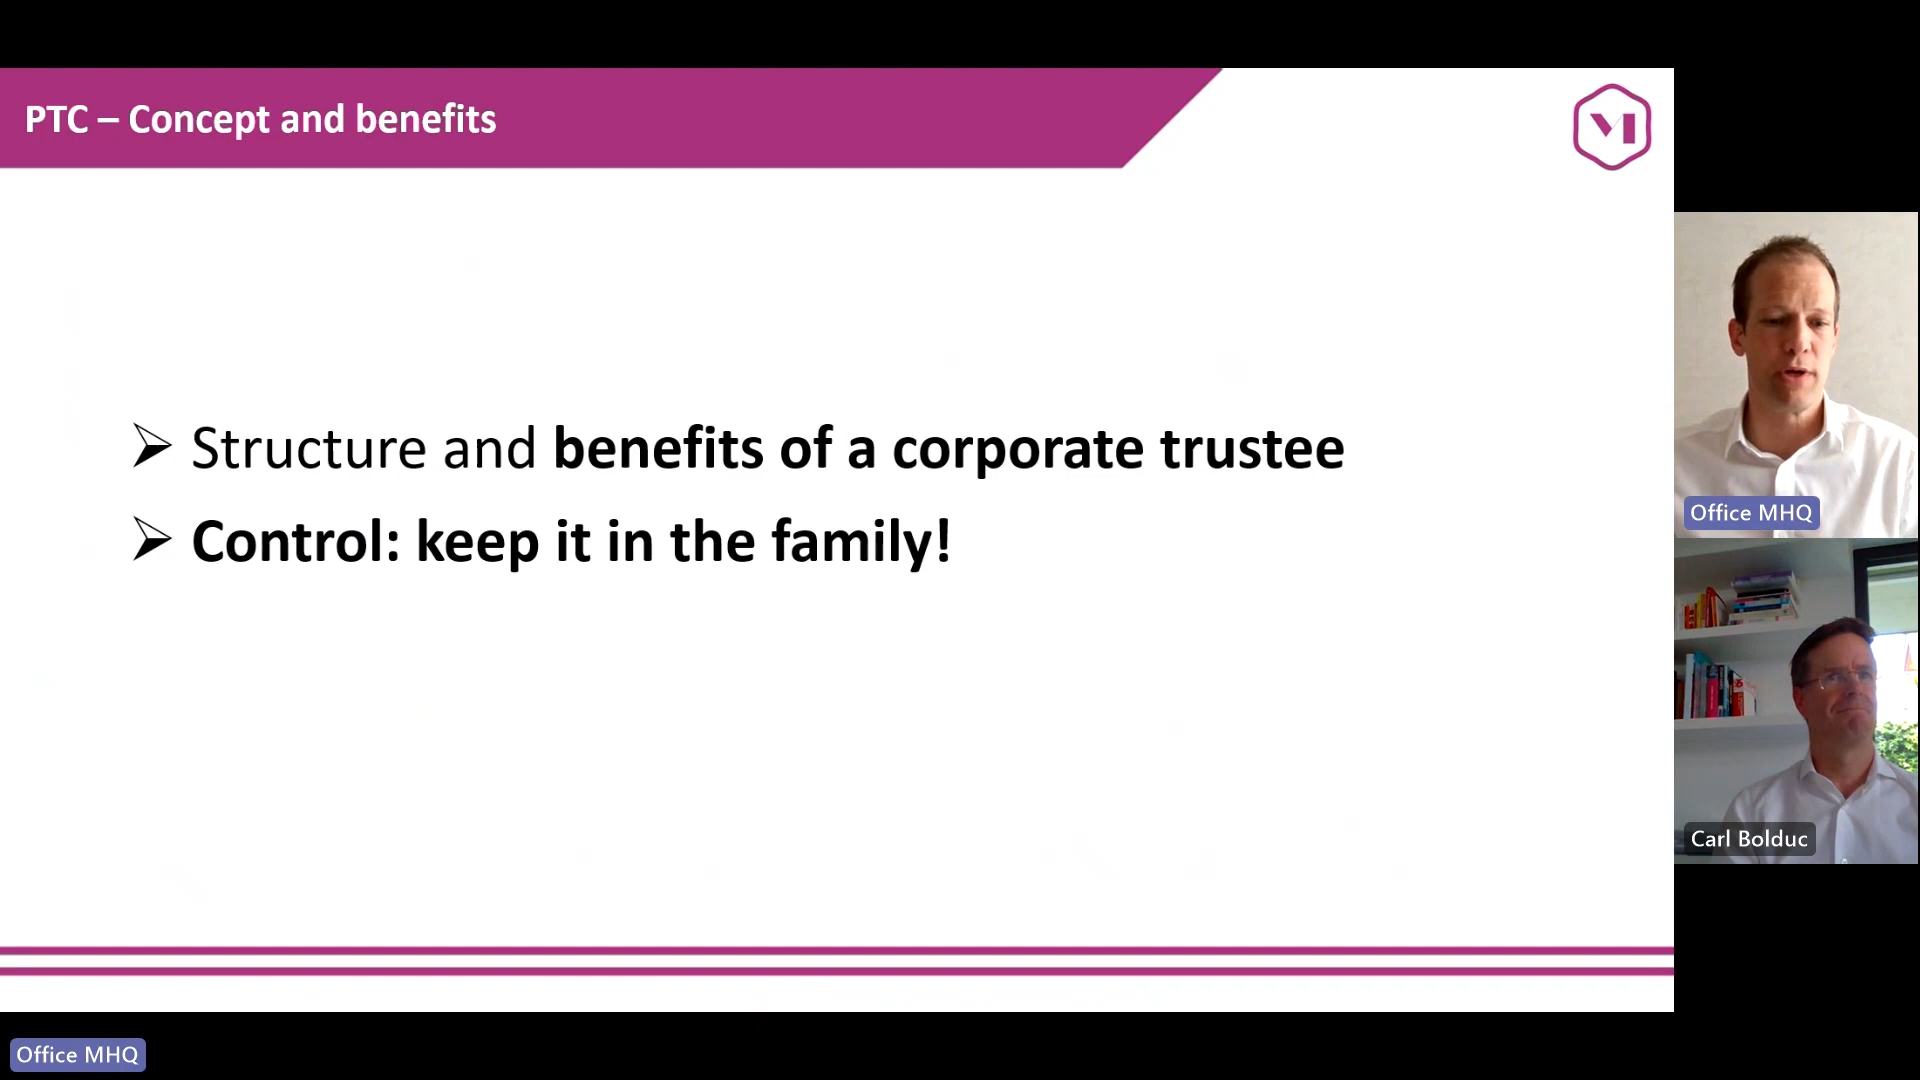 PTC – Concept and benefits
➢ Structure and benefits of a corporate trustee
➢ Control: keep it in the family!
Office MHQ
Carl Bolduc
Office MHQ